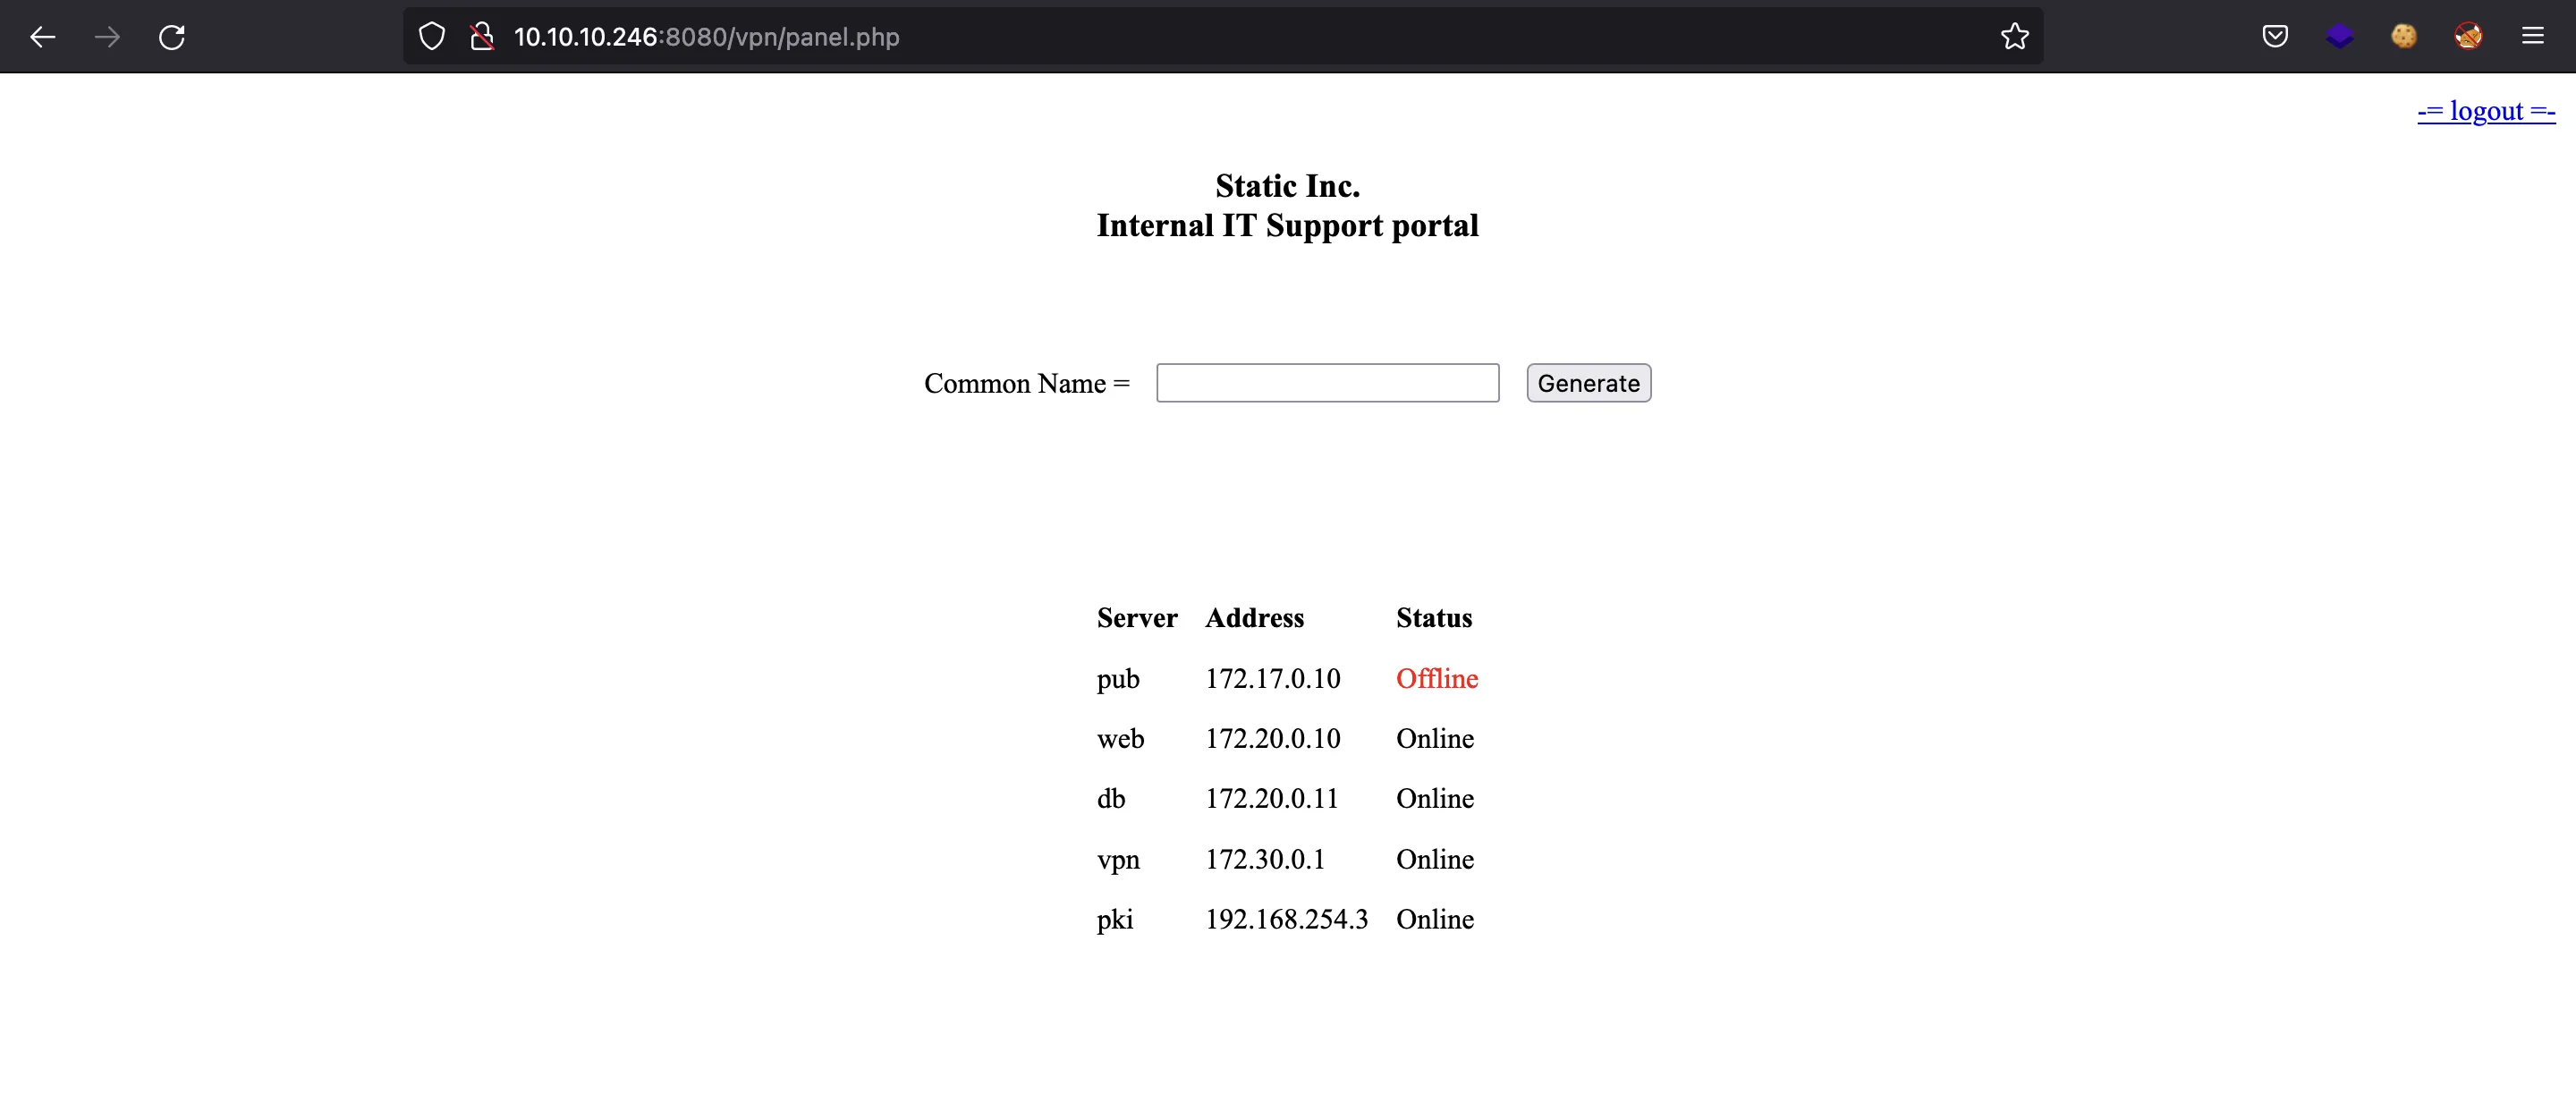 10.10.10.246:8080/vpn/panel.php
-= logout =-
Static Inc.
Internal IT Support portal
Common Name = Generate
Server Address Status
pub 172.17.0.10 Offline
web 172.20.0.10 Online
db 172.20.0.11 Online
vpn 172.30.0.1 Online
pki 192.168.254.3 Online